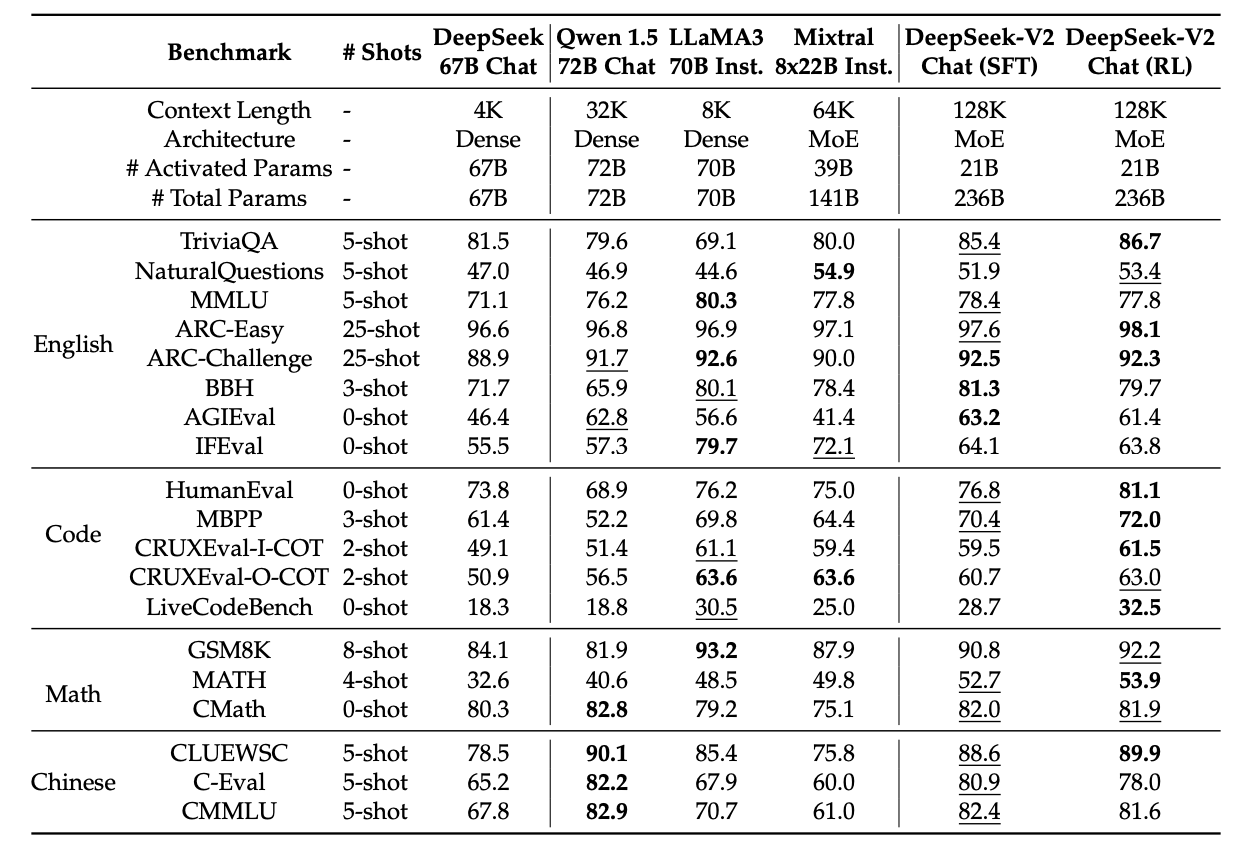 Benchmark # Shots DeepSeek 67B Chat Qwen 1.5 72B Chat LLaMA3 70B Inst. Mixtral 8x22B Inst. DeepSeek-V2 Chat (SFT) DeepSeek-V2 Chat (RL)
Context Length - 4K 32K 8K 64K 128K 128K
Architecture - Dense Dense Dense MoE MoE MoE
# Activated Params - 67B 72B 70B 39B 21B 21B
# Total Params - 67B 72B 70B 141B 236B 236B
English
TriviaQA 5-shot 81.5 79.6 69.1 80.0 85.4 86.7
NaturalQuestions 5-shot 47.0 46.9 44.6 54.9 51.9 53.4
MMLU 5-shot 71.1 76.2 80.3 77.8 78.4 77.8
ARC-Easy 25-shot 96.6 96.8 96.9 97.1 97.6 98.1
ARC-Challenge 25-shot 88.9 91.7 92.6 90.0 92.5 92.3
BBH 3-shot 71.7 65.9 80.1 78.4 81.3 79.7
AGIEval 0-shot 46.4 62.8 56.6 41.4 63.2 61.4
IFEval 0-shot 55.5 57.3 79.7 72.1 64.1 63.8
Code
HumanEval 0-shot 73.8 68.9 76.2 75.0 76.8 81.1
MBPP 3-shot 61.4 52.2 69.8 64.4 70.4 72.0
CRUXEval-I-COT 2-shot 49.1 51.4 61.1 59.4 59.5 61.5
CRUXEval-O-COT 2-shot 50.9 56.5 63.6 63.6 60.7 63.0
LiveCodeBench 0-shot 18.3 18.8 30.5 25.0 28.7 32.5
Math
GSM8K 8-shot 84.1 81.9 93.2 87.9 90.8 92.2
MATH 4-shot 32.6 40.6 48.5 49.8 52.7 53.9
CMath 0-shot 80.3 82.8 79.2 75.1 82.0 81.9
Chinese
CLUEWSC 5-shot 78.5 90.1 85.4 75.8 88.6 89.9
C-Eval 5-shot 65.2 82.2 67.9 60.0 80.9 78.0
CMMLU 5-shot 67.8 82.9 70.7 61.0 82.4 81.6